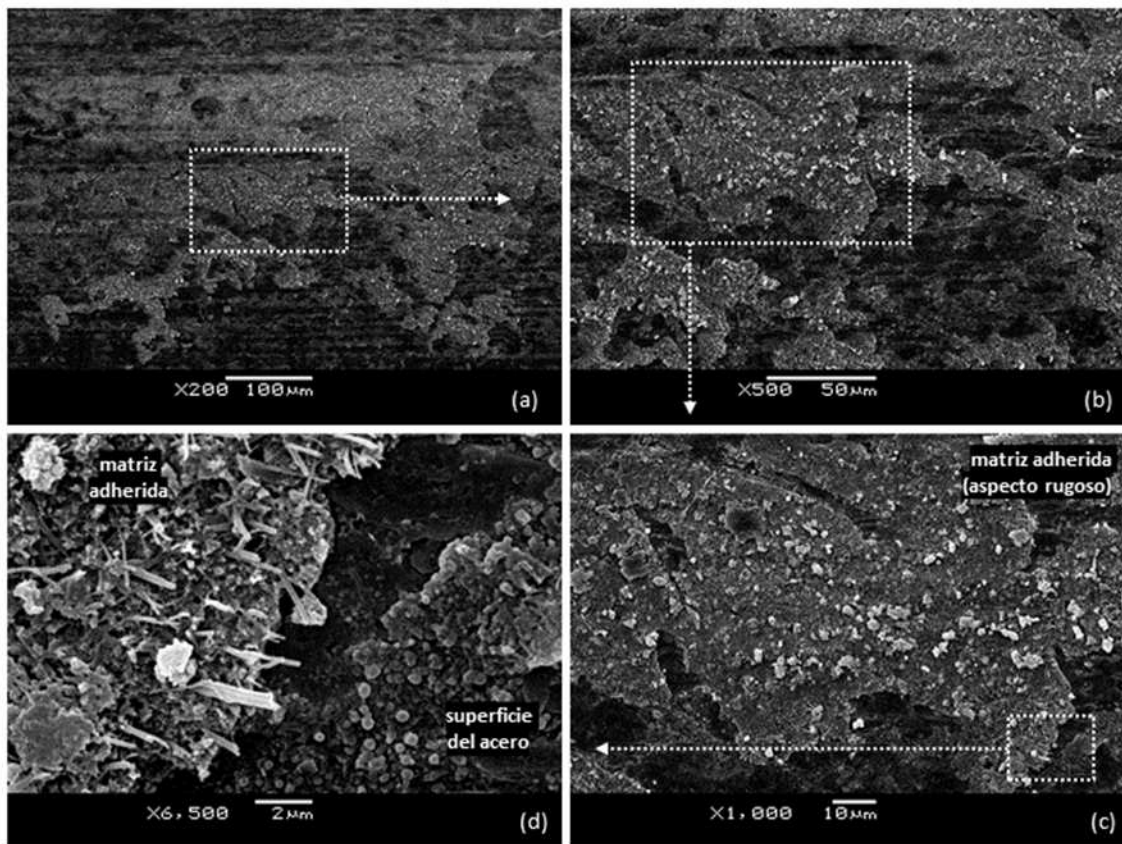 X200 100μm (a)
X500 50μm (b)
matriz
adherida
superficie
del acero
X6,500 2μm (d)
matriz adherida
(aspecto rugoso)
X1,000 10μm (c)